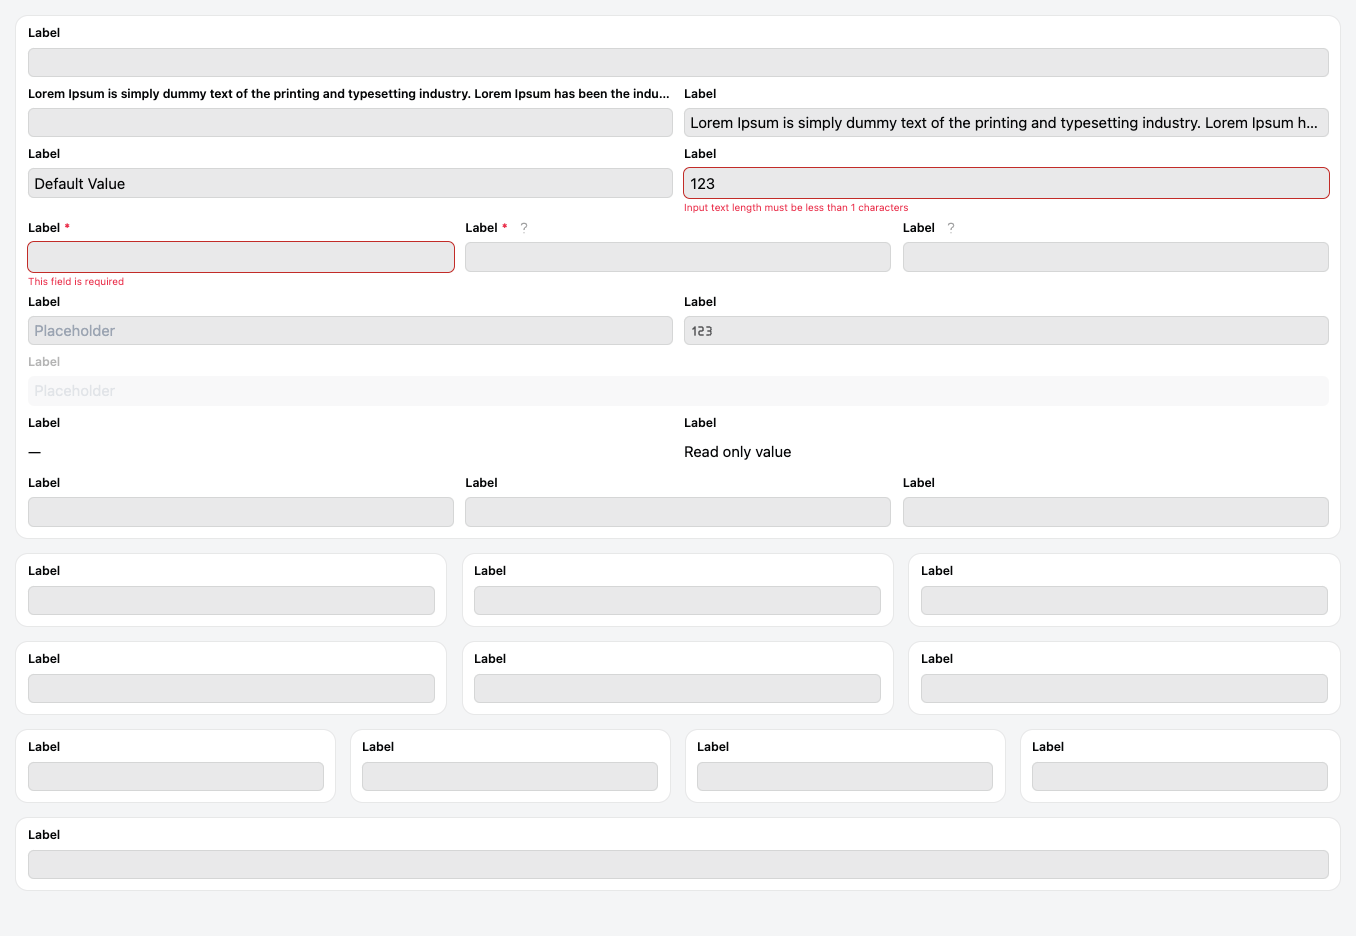 Label
Lorem Ipsum is simply dummy text of the printing and typesetting industry. Lorem Ipsum has been the indu...
Label
Lorem Ipsum is simply dummy text of the printing and typesetting industry. Lorem Ipsum h...
Label
Label
Default Value
123
Input text length must be less than 1 characters
Label *
Label * ?
Label ?
This field is required
Label
Label
Placeholder
123
Label
Placeholder
Label
Label
—
Read only value
Label
Label
Label
Label
Label
Label
Label
Label
Label
Label
Label
Label
Label
Label